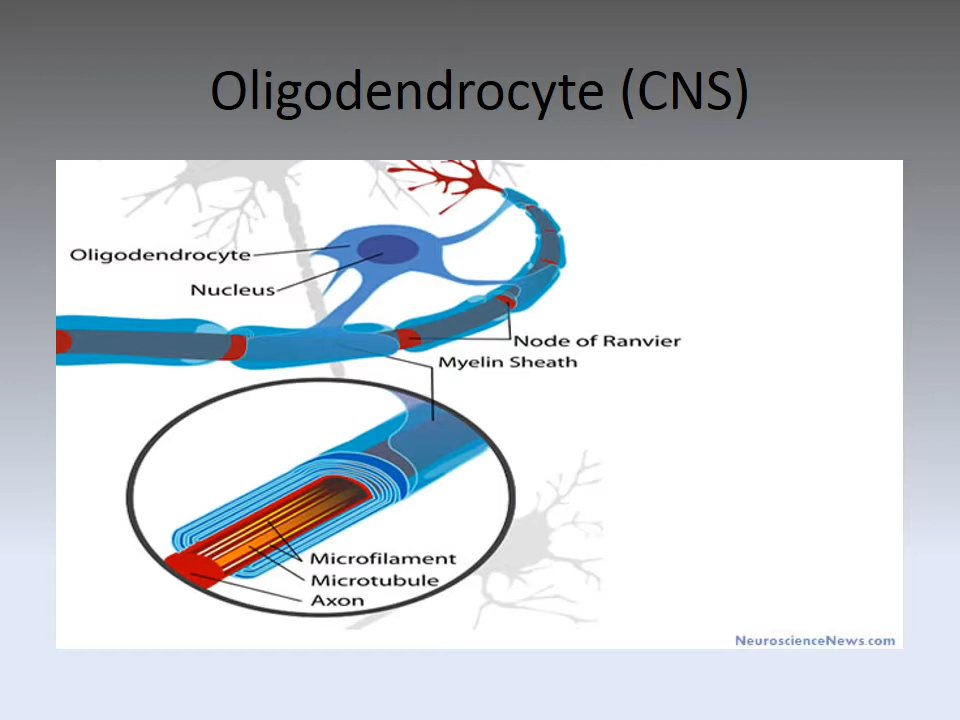 Oligodendrocyte (CNS)
Oligodendrocyte
Nucleus
Node of Ranvier
Myelin Sheath
Microfilament
Microtubule
Axon
NeuroscienceNews.com